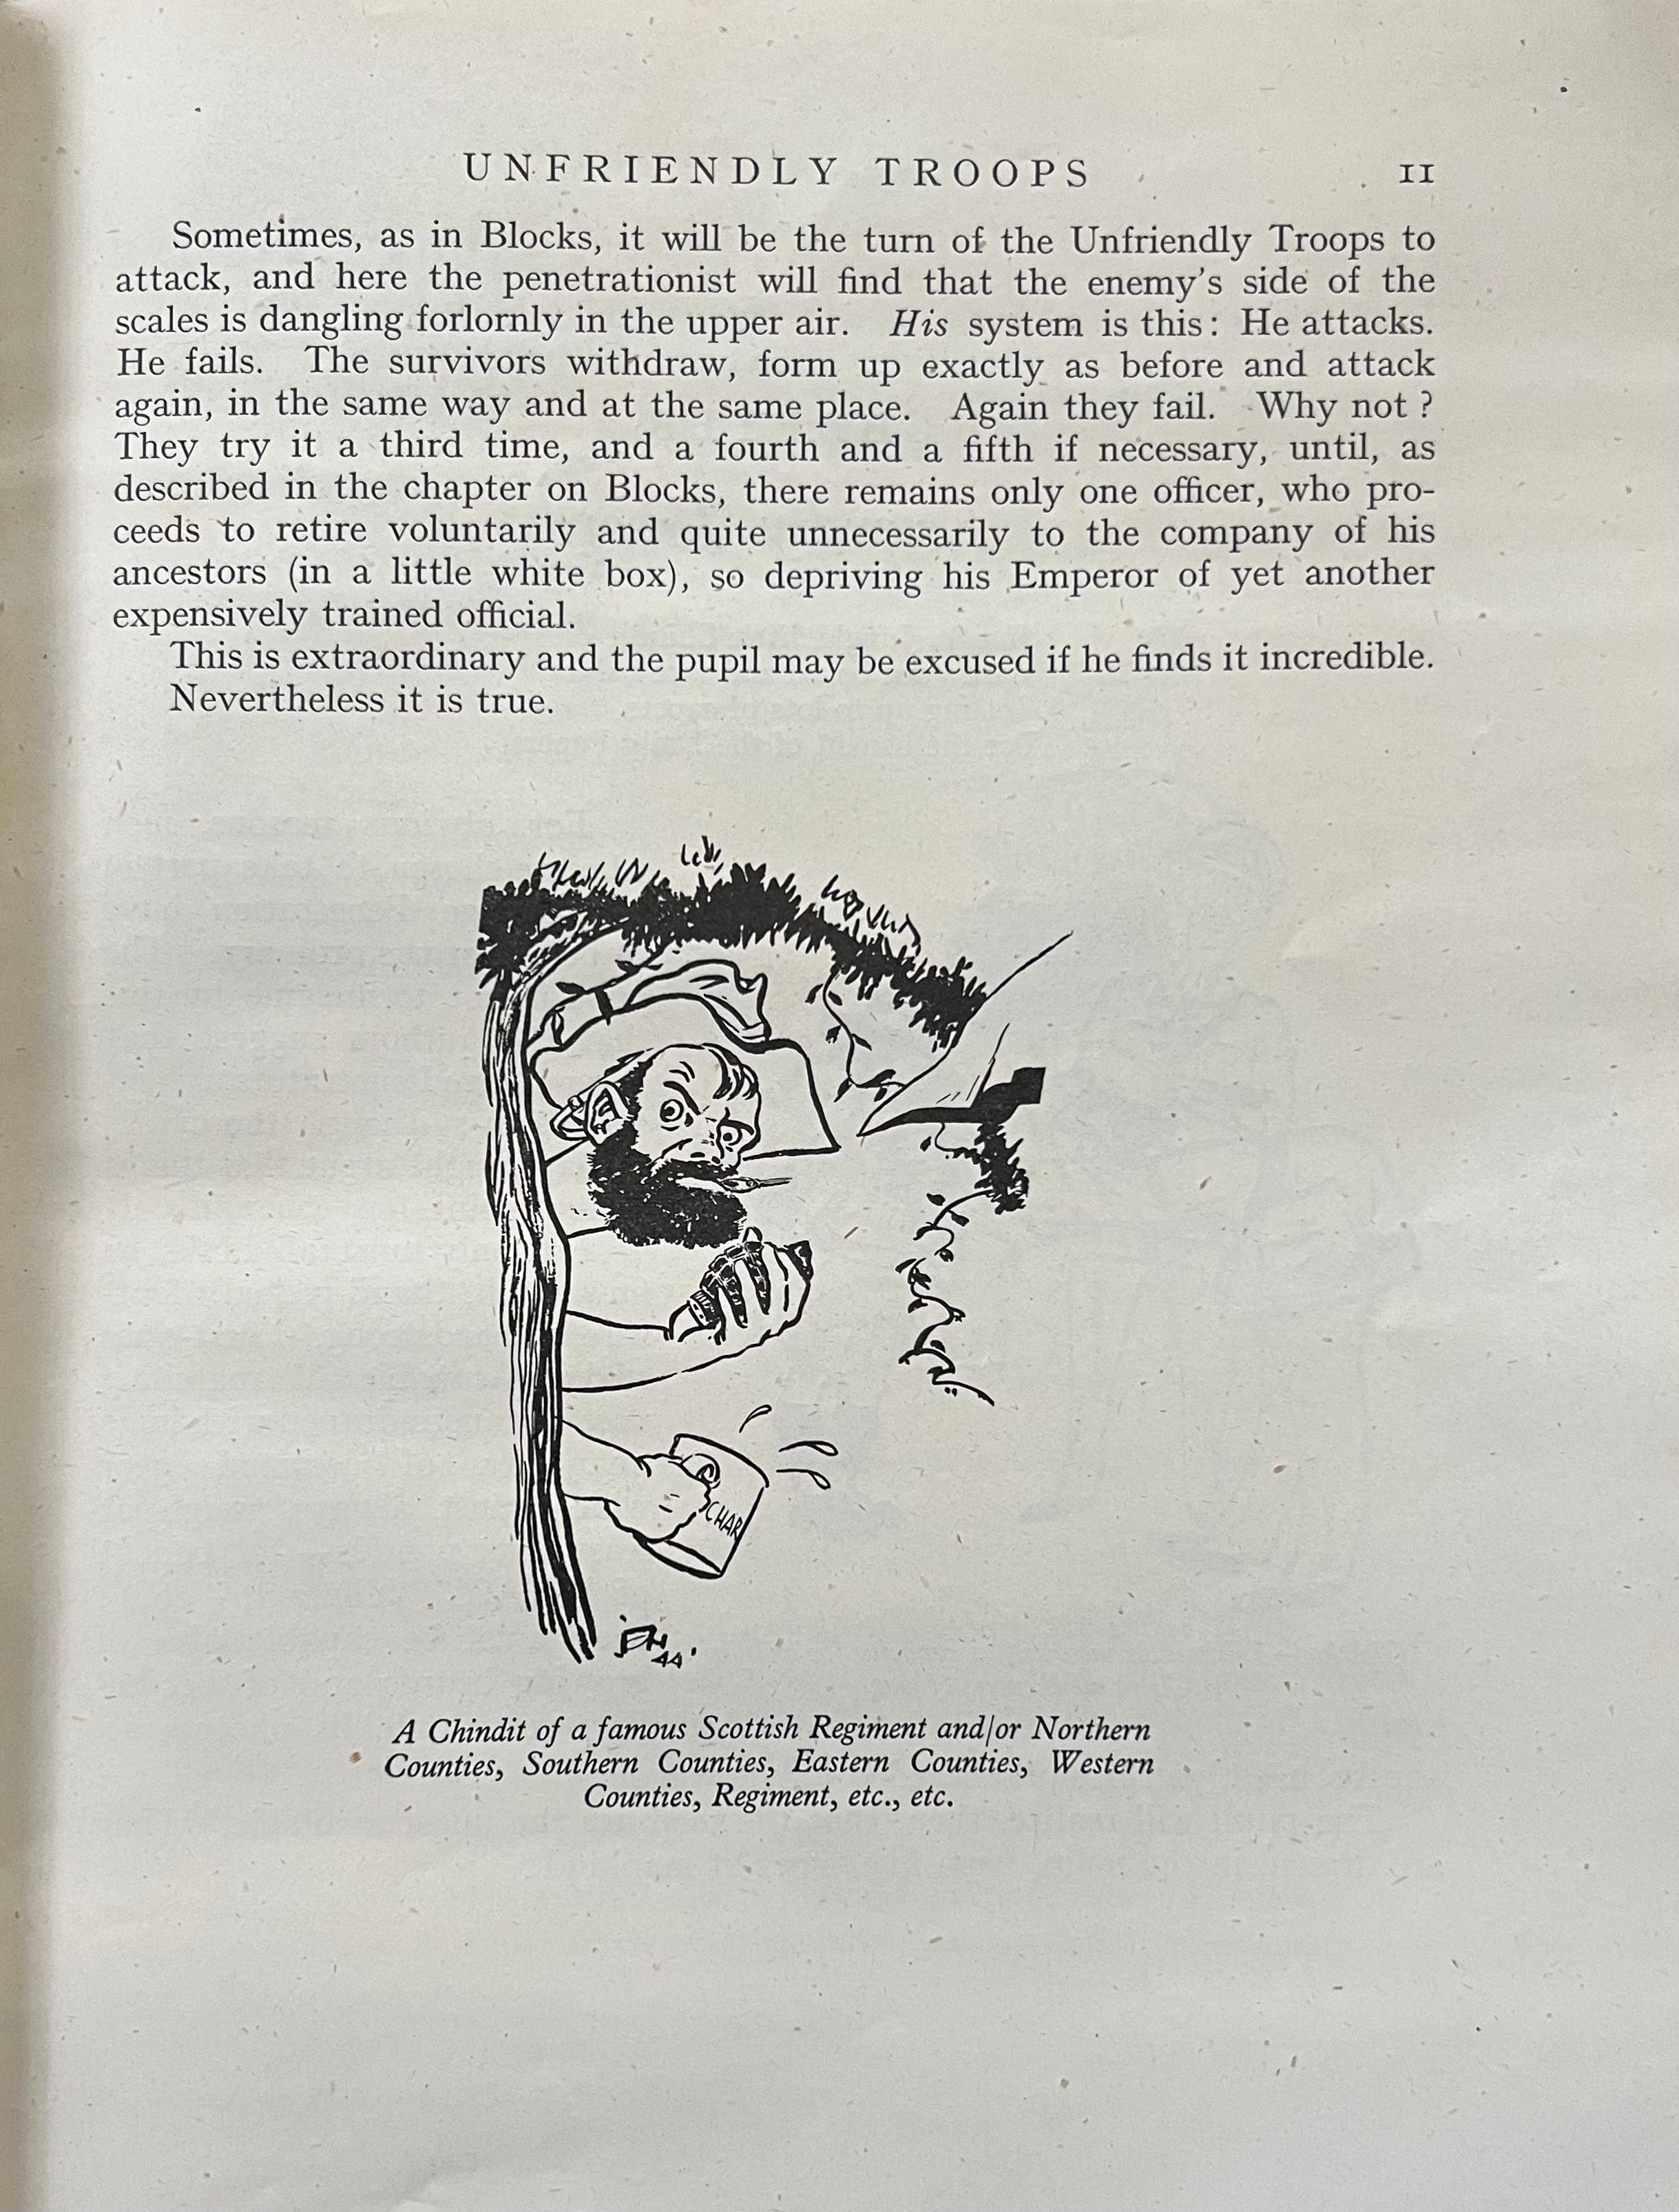 UNFRIENDLY TROOPS 11
Sometimes, as in Blocks, it will be the turn of the Unfriendly Troops to
attack, and here the penetrationist will find that the enemy's side of the
scales is dangling forlornly in the upper air. His system is this: He attacks.
He fails. The survivors withdraw, form up exactly as before and attack
again, in the same way and at the same place. Again they fail. Why not ?
They try it a third time, and a fourth and a fifth if necessary, until, as
described in the chapter on Blocks, there remains only one officer, who pro-
ceeds to retire voluntarily and quite unnecessarily to the company of his
ancestors (in a little white box), so depriving his Emperor of yet another
expensively trained official.
This is extraordinary and the pupil may be excused if he finds it incredible.
Nevertheless it is true.
CHAR
44
A Chindit of a famous Scottish Regiment and/or Northern
Counties, Southern Counties, Eastern Counties, Western
Counties, Regiment, etc., etc.